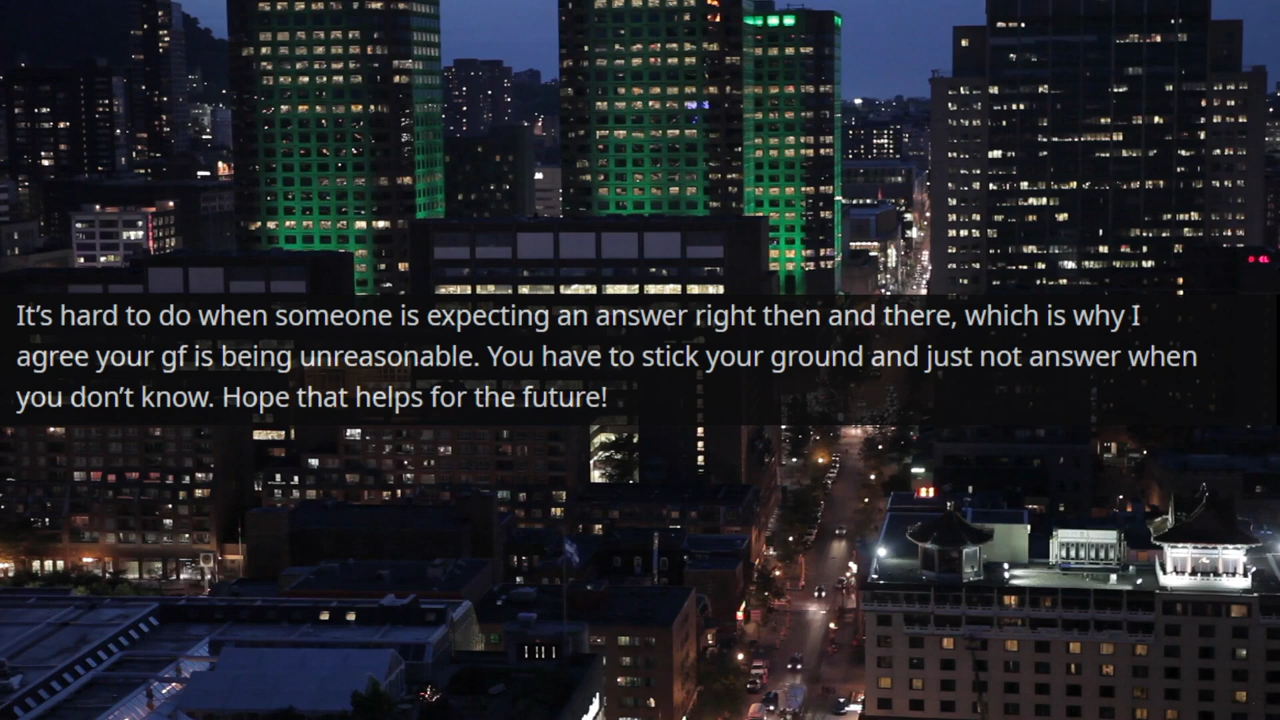 It’s hard to do when someone is expecting an answer right then and there, which is why I
agree your gf is being unreasonable. You have to stick your ground and just not answer when
you don’t know. Hope that helps for the future!